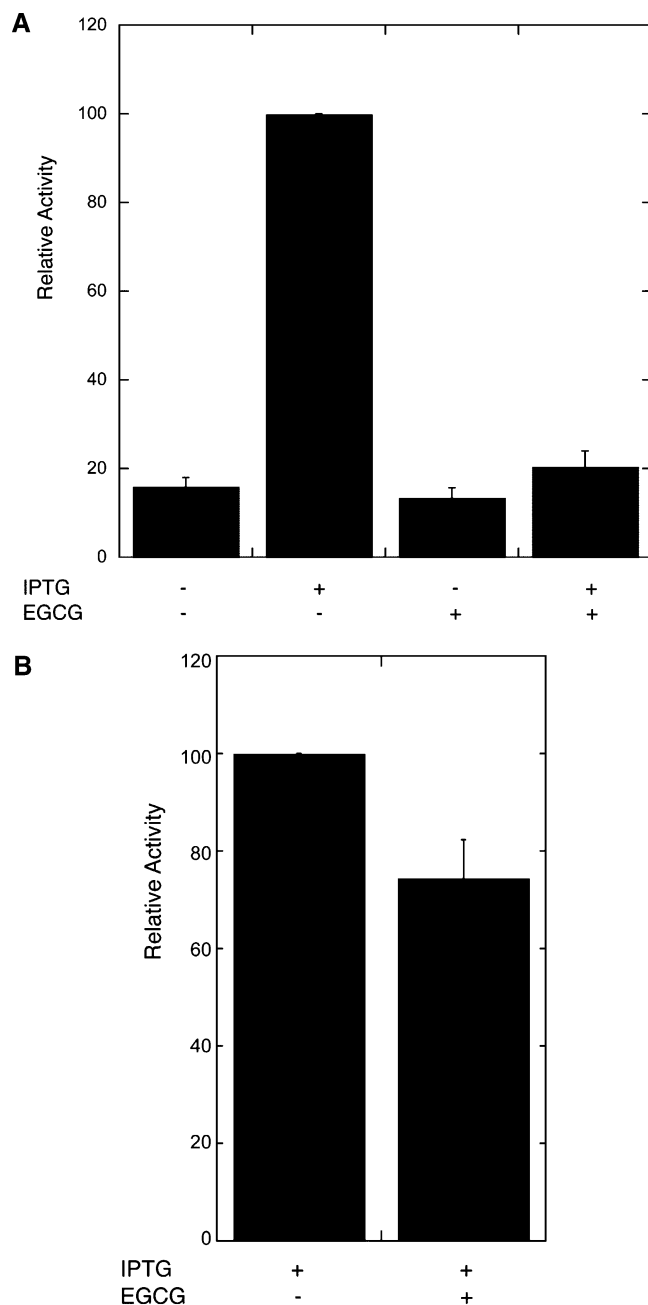 A
120
100
80
60
40
20
0
Relative Activity
IPTG - + - +
EGCG - - + +
B
120
100
80
60
40
20
0
Relative Activity
IPTG + +
EGCG - +